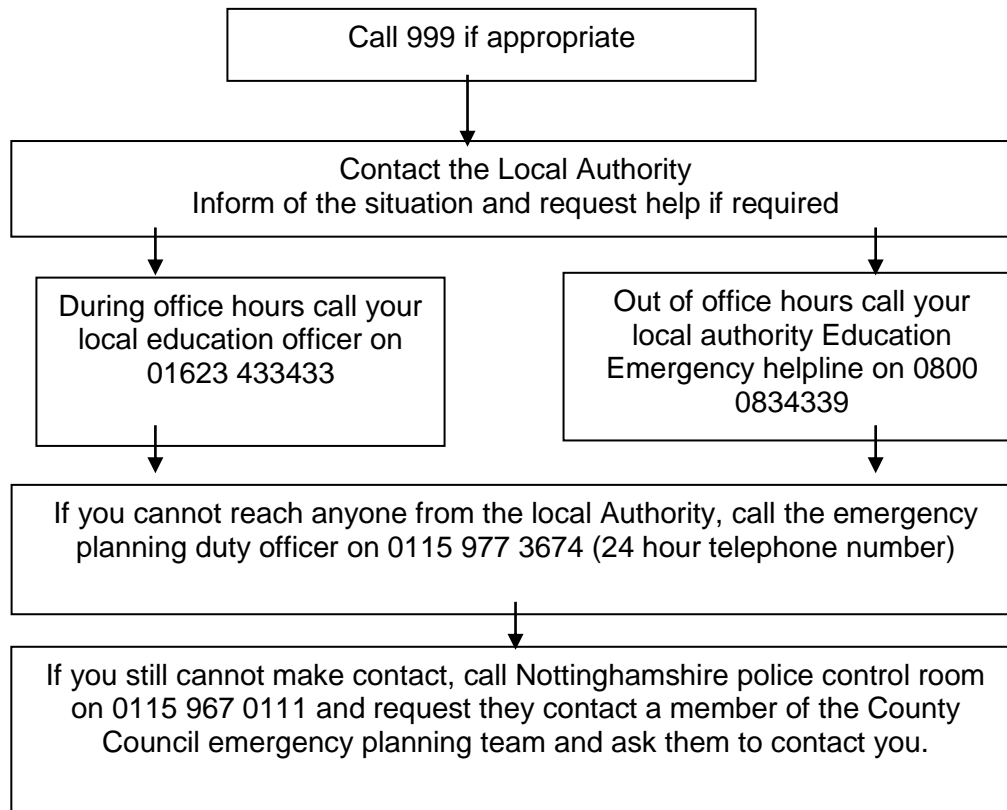 Call 999 if appropriate
Contact the Local Authority
Inform of the situation and request help if required
During office hours call your
local education officer on
01623 433433
Out of office hours call your
local authority Education
Emergency helpline on 0800
0834339
If you cannot reach anyone from the local Authority, call the emergency
planning duty officer on 0115 977 3674 (24 hour telephone number)
If you still cannot make contact, call Nottinghamshire police control room
on 0115 967 0111 and request they contact a member of the County
Council emergency planning team and ask them to contact you.